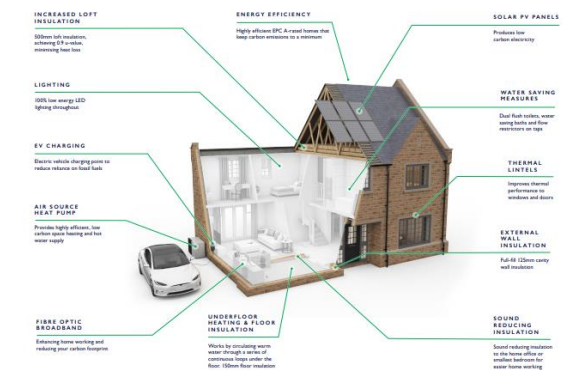 INCREASED LOFT
INSULATION
500mm loft insulation,
achieving 0.9 u-value,
minimising heat loss
LIGHTING
100% low energy LED
lighting throughout
EV CHARGING
Electric vehicle charging point to
reduce reliance on fossil fuels
AIR SOURCE
HEAT PUMP
Provides highly efficient, low
carbon space heating and hot
water supply
FIBRE OPTIC
BROADBAND
Enhancing home working and
reducing your carbon footprint
ENERGY EFFICIENCY
Highly efficient EPC A-rated homes that
keep carbon emissions to a minimum
UNDERFLOOR
HEATING & FLOOR
INSULATION
Works by circulating warm
water through a series of
continuous loops under the
floor. 150mm floor insulation
SOLAR PV PANELS
Produces low
carbon electricity
WATER SAVING
MEASURES
Dual flush toilets, water
saving baths and flow
restrictors on taps
THERMAL
LINTELS
Improves thermal
performance to
windows and doors
EXTERNAL
WALL
INSULATION
Full-fill 125mm cavity
wall insulation
SOUND
REDUCING
INSULATION
Sound reducing insulation
to the home office or
smallest bedroom for
easier home working